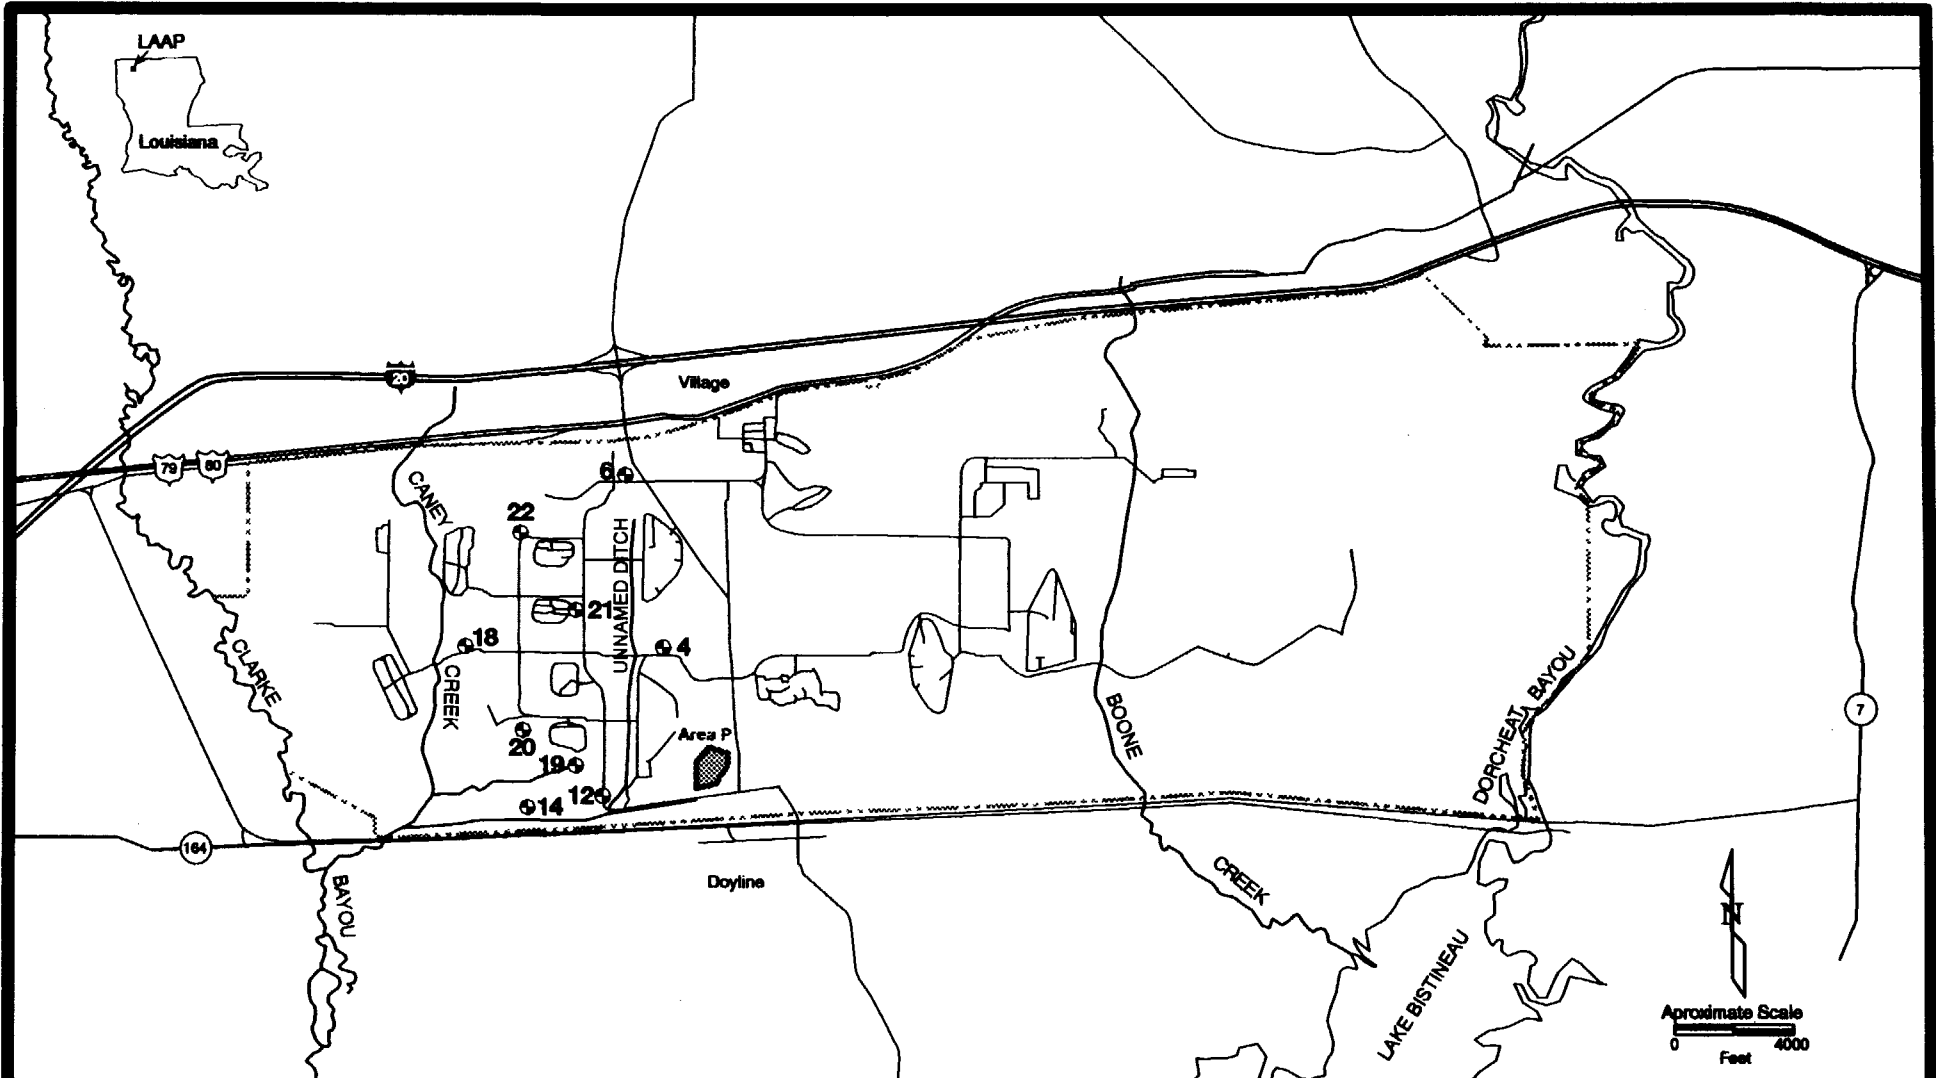 LAAP
Louisiana
20
Village
79
80
6
CANEY
22
UNNAMED DITCH
21
18
4
CLARKE
CREEK
DORCHEAT BAYOU
BOONE
7
20
Area P
19
12
14
164
Doyline
BAYOU
CREEK
LAKE BISTINEAU
N
Aproximate Scale
0 4000
Feet